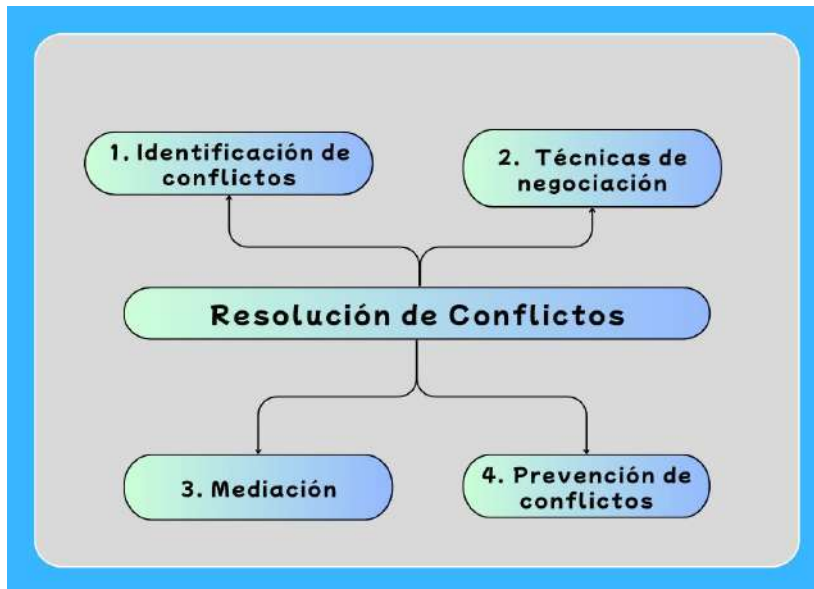 1. Identificación de
conflictos
2. Técnicas de
negociación
Resolución de Conflictos
3. Mediación
4. Prevención de
conflictos